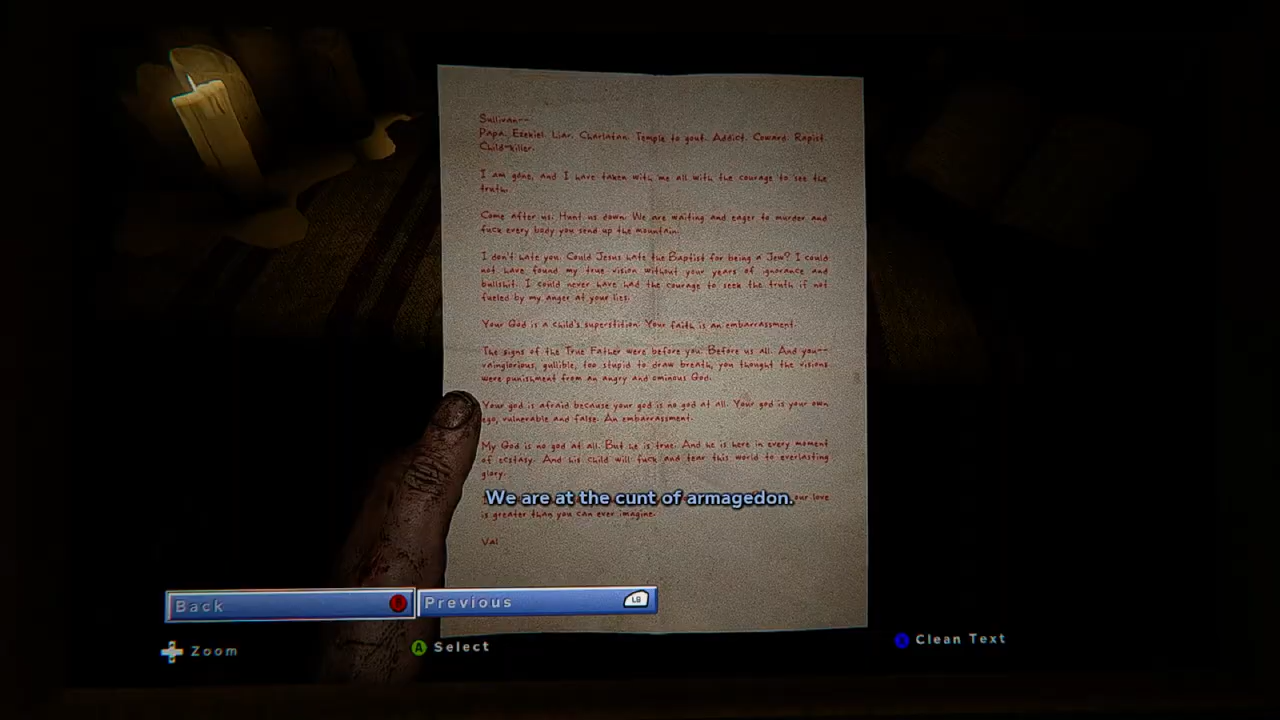 Sullivan--
Papa. Ezekiel. Liar. Charlatan. Temple to gout. Addict. Coward. Rapist.
Child-killer.
I am gone, and I have taken with me all with the courage to see the
truth.
Come after us. Hunt us down. We are waiting and eager to murder and
fuck every body you send up the mountain.
I don't hate you. Could Jesus hate the Baptist for being a Jew? I could
not have found my true vision without your years of ignorance and
bullshit. I could never have had the courage to seek the truth if not
fueled by my anger at your lies.
Your God is a child's superstition. Your faith is an embarrassment.
The signs of the True Father were before you. Before us all. And you--
vainglorious, gullible, too stupid to draw breath, you thought the visions
were punishment from an angry and ominous God.
Your god is afraid because your god is no god at all. Your god is your own
ego, vulnerable and false. An embarrassment.
My God is no god at all. But he is true. And he is here in every moment
of ecstasy. And his child will fuck and tear this world to everlasting
glory.
We are at the cunt of armagedon.
our love
is greater than you can ever imagine.
Val
Back B Previous LB
Zoom
A Select
Clean Text